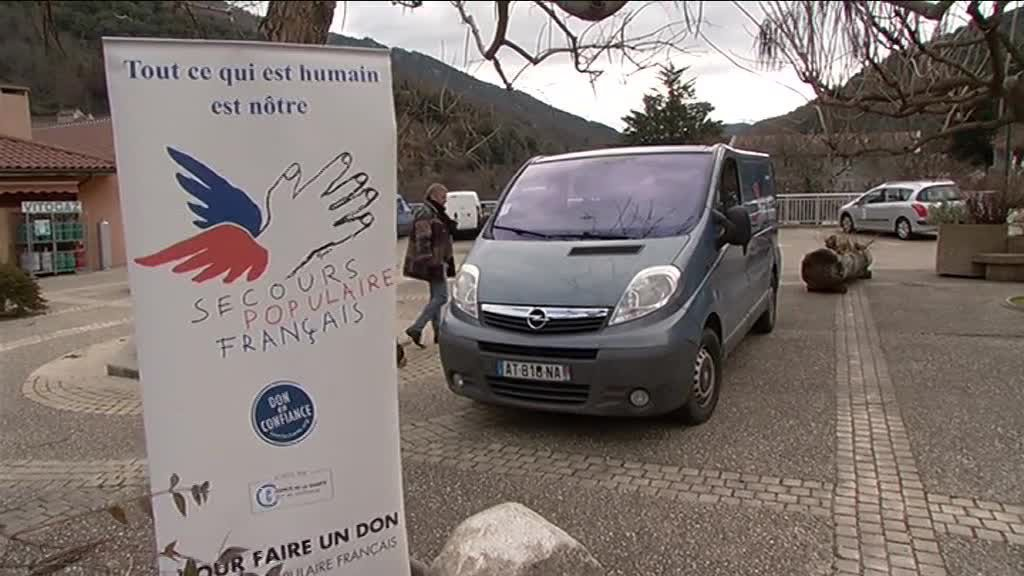 Tout ce qui est humain
est nôtre
SECOURS
POPULAIRE
FRANÇAIS
DON
en
CONFIANCE
POUR FAIRE UN DON
POPULAIRE FRANÇAIS
VITOGAZ
AT-818-NA